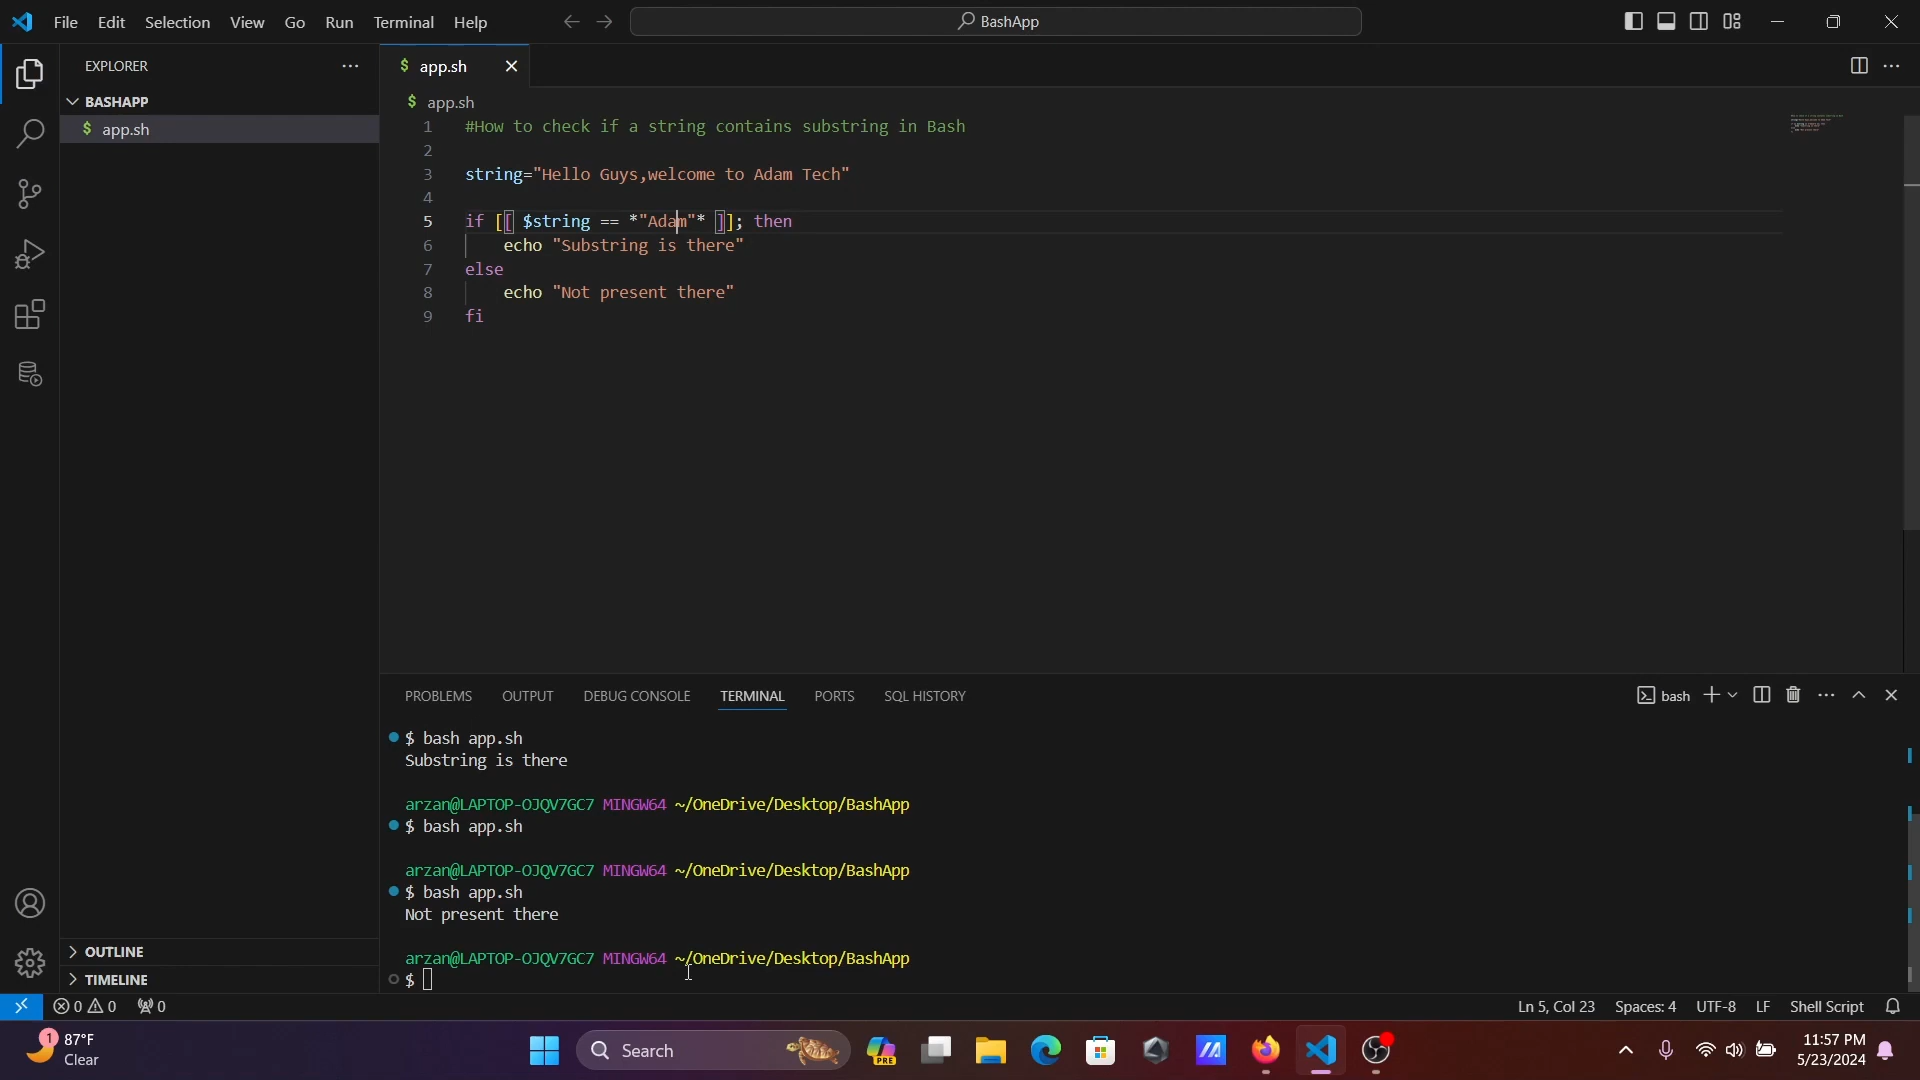 File Edit Selection View Go Run Terminal Help
BashApp
EXPLORER
BASHAPP
$ app.sh
$ app.sh
$ app.sh
1 #How to check if a string contains substring in Bash
2
3 string="Hello Guys,welcome to Adam Tech"
4
5 if [[ $string == *"Adam"* ]]; then
6 echo "Substring is there"
7 else
8 echo "Not present there"
9 fi
PROBLEMS OUTPUT DEBUG CONSOLE TERMINAL PORTS SQL HISTORY
bash
$ bash app.sh
Substring is there
arzan@LAPTOP-OJQV7GC7 MINGW64 ~/OneDrive/Desktop/BashApp
$ bash app.sh
arzan@LAPTOP-OJQV7GC7 MINGW64 ~/OneDrive/Desktop/BashApp
$ bash app.sh
Not present there
arzan@LAPTOP-OJQV7GC7 MINGW64 ~/OneDrive/Desktop/BashApp
$
OUTLINE
TIMELINE
0 0 0
Ln 5, Col 23 Spaces: 4 UTF-8 LF Shell Script
1
87°F
Clear
Search
PRE
11:57 PM
5/23/2024